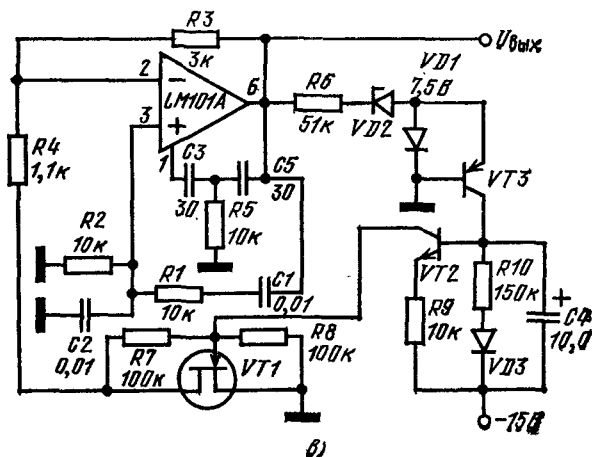 R3
3к
Uвых
2
LM101A
6
R6
51к
VD1
7,5В
VD2
3
R4
1,1к
1
C3
30
C5
30
VT3
R5
10к
R2
10к
VT2
R10
150к
R1
10к
C1
0,01
R9
10к
C4
10,0
C2
0,01
R7
100к
VT1
R8
100к
VD3
-15В
в)